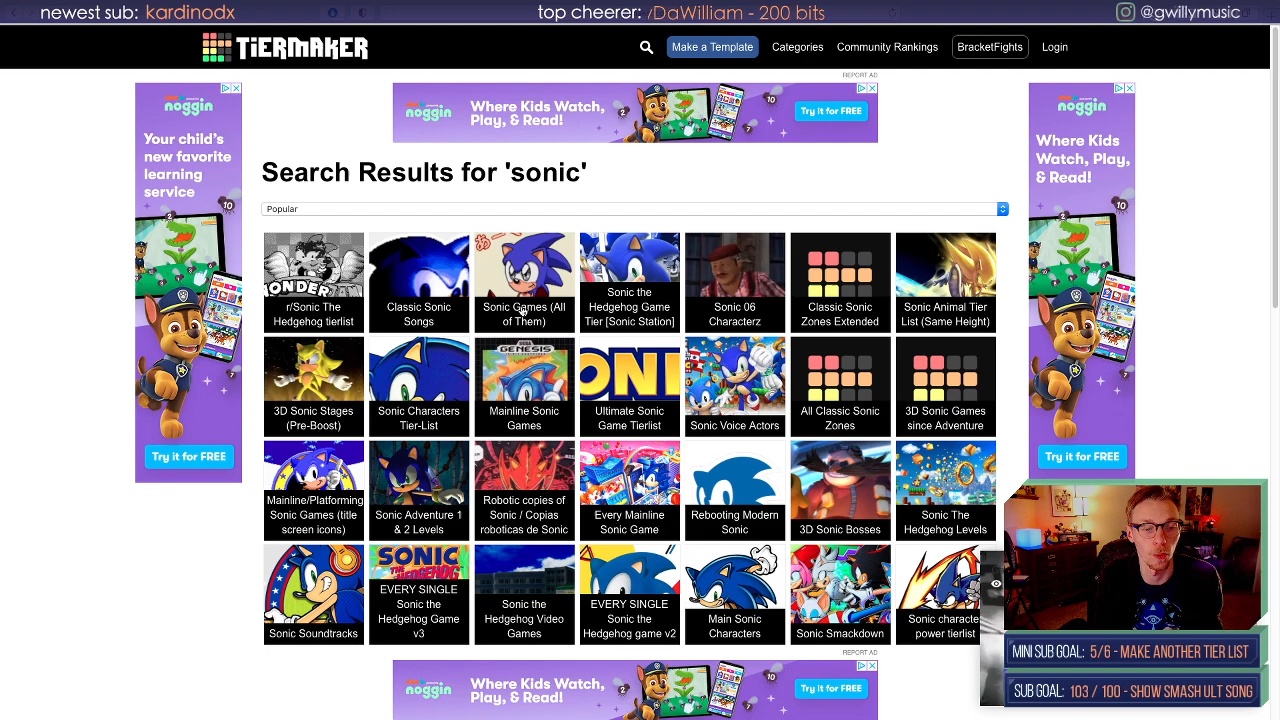 newest sub: kardinodx
top cheerer: /DaWilliam - 200 bits
@gwillymusic
TiERMAKER
Make a Template
Categories
Community Rankings
BracketFights
Login
REPORT AD
noggin
Your child's
new favorite
learning
service
Try it for FREE
Where Kids Watch,
Play, & Read!
Try it for FREE
noggin
Where Kids
Watch, Play,
& Read!
Try it for FREE
Search Results for 'sonic'
Popular
WONDER
r/Sonic The
Hedgehog tierlist
Classic Sonic
Songs
Sonic Games (All
of Them)
Sonic the
Hedgehog Game
Tier [Sonic Station]
Sonic 06
Characterz
Classic Sonic
Zones Extended
Sonic Animal Tier
List (Same Height)
3D Sonic Stages
(Pre-Boost)
Sonic Characters
Tier-List
GENESIS
Mainline Sonic
Games
Ultimate Sonic
Game Tierlist
Sonic Voice Actors
All Classic Sonic
Zones
3D Sonic Games
since Adventure
Mainline/Platforming
Sonic Games (title
screen icons)
Sonic Adventure 1
& 2 Levels
Robotic copies of
Sonic / Copias
roboticas de Sonic
Every Mainline
Sonic Game
Rebooting Modern
Sonic
3D Sonic Bosses
Sonic The
Hedgehog Levels
Sonic Soundtracks
SONIC
THE HEDGEHOG
EVERY SINGLE
Sonic the
Hedgehog Game
v3
Sonic the
Hedgehog Video
Games
EVERY SINGLE
Sonic the
Hedgehog game v2
Main Sonic
Characters
Sonic Smackdown
Sonic characte
power tierlist
REPORT AD
noggin
Where Kids Watch,
Play, & Read!
Try it for FREE
MINI SUB GOAL: 5/6 - MAKE ANOTHER TIER LIST
SUB GOAL: 103 / 100 - SHOW SMASH ULT SONG